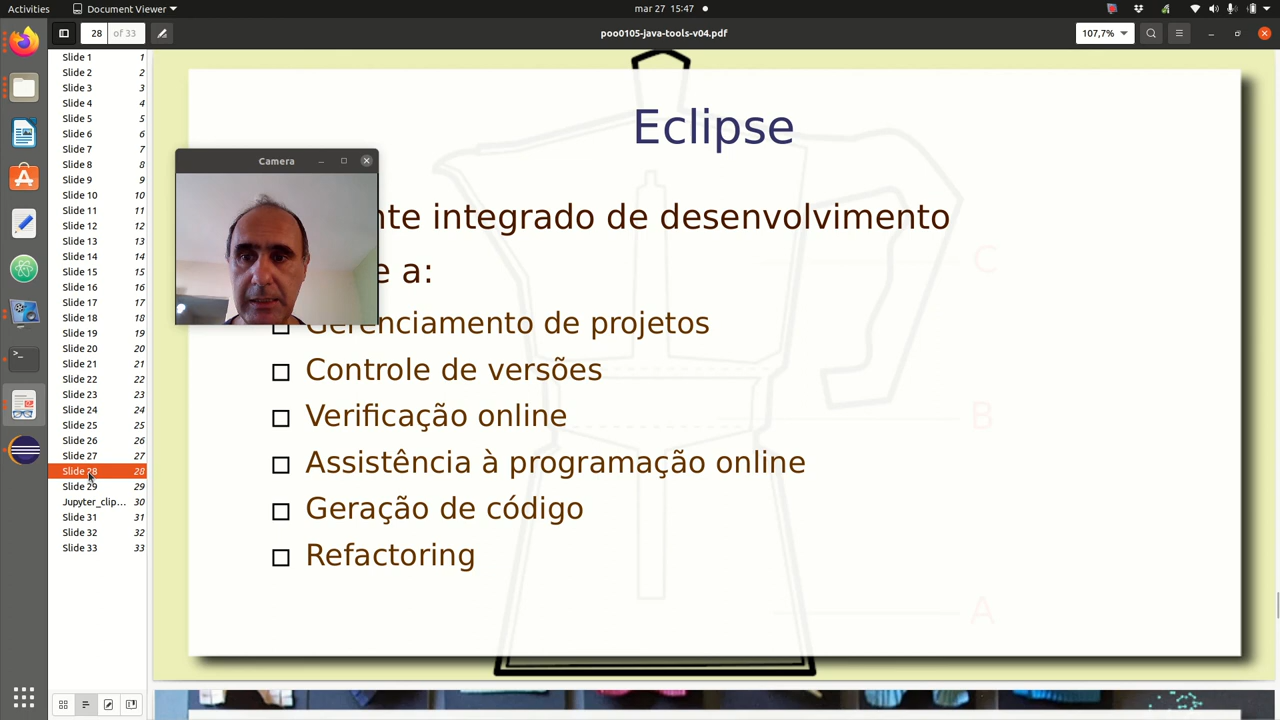 Activities
Document Viewer
mar 27 15:47
28 of 33
poo0105-java-tools-v04.pdf
107,7%
Slide 1 1
Slide 2 2
Slide 3 3
Slide 4 4
Slide 5 5
Slide 6 6
Slide 7 7
Slide 8 8
Slide 9 9
Slide 10 10
Slide 11 11
Slide 12 12
Slide 13 13
Slide 14 14
Slide 15 15
Slide 16 16
Slide 17 17
Slide 18 18
Slide 19 19
Slide 20 20
Slide 21 21
Slide 22 22
Slide 23 23
Slide 24 24
Slide 25 25
Slide 26 26
Slide 27 27
Slide 28 28
Slide 29 29
Jupyter_clip... 30
Slide 31 31
Slide 32 32
Slide 33 33
Camera
Eclipse
integrado de desenvolvimento
a:
Gerenciamento de projetos
Controle de versões
Verificação online
Assistência à programação online
Geração de código
Refactoring
C
B
A